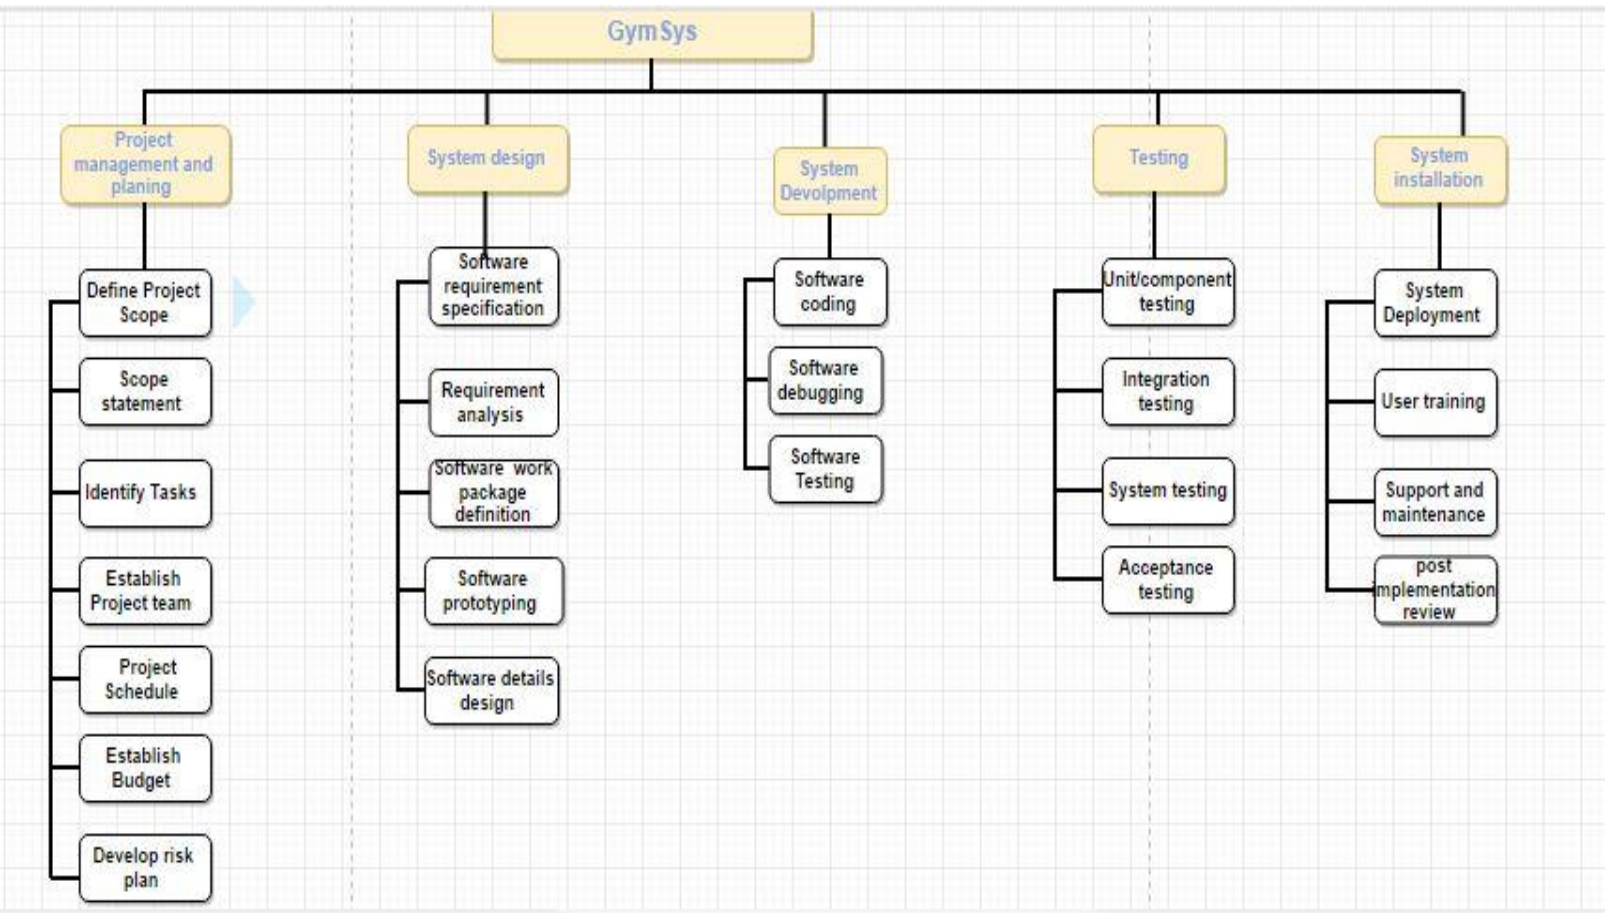 GymSys
Project
management and
planing
System design
System
Devolpment
Testing
System
installation
Define Project
Scope
Scope
statement
Identify Tasks
Establish
Project team
Project
Schedule
Establish
Budget
Develop risk
plan
Software
requirement
specification
Requirement
analysis
Software work
package
definition
Software
prototyping
Software details
design
Software
coding
Software
debugging
Software
Testing
Unit/component
testing
Integration
testing
System testing
Acceptance
testing
System
Deployment
User training
Support and
maintenance
post
implementation
review